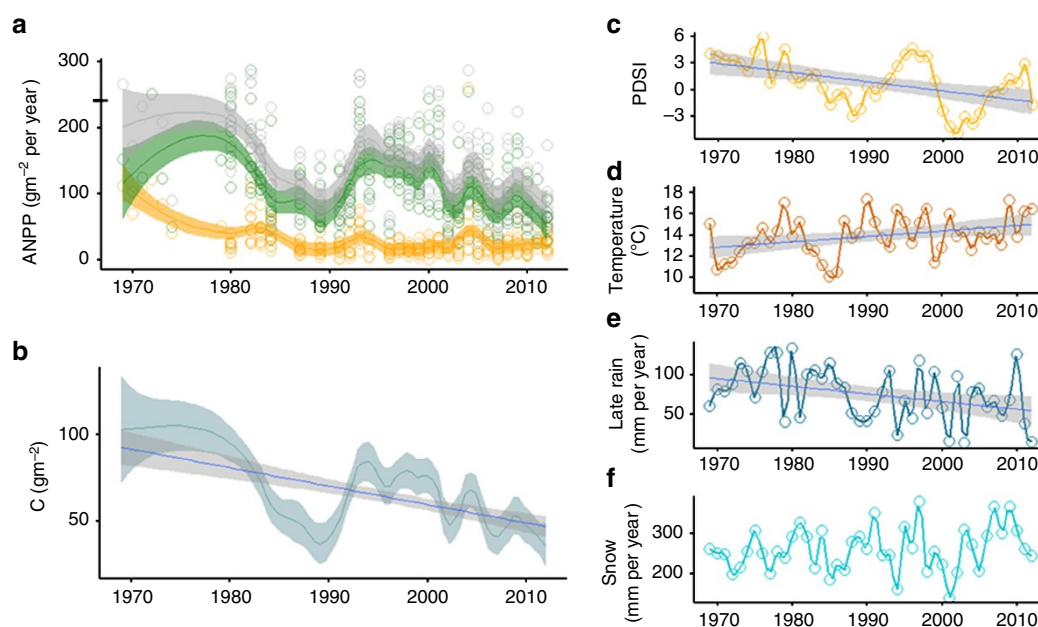 a
ANPP (gm⁻² per year)
300
200
100
0
1970 1980 1990 2000 2010
b
C (gm⁻²)
100
50
1970 1980 1990 2000 2010
c
PDSI
6
3
0
−3
1970 1980 1990 2000 2010
d
Temperature
(°C)
18
16
14
12
10
1970 1980 1990 2000 2010
e
Late rain
(mm per year)
100
50
1970 1980 1990 2000 2010
f
Snow
(mm per year)
300
200
1970 1980 1990 2000 2010